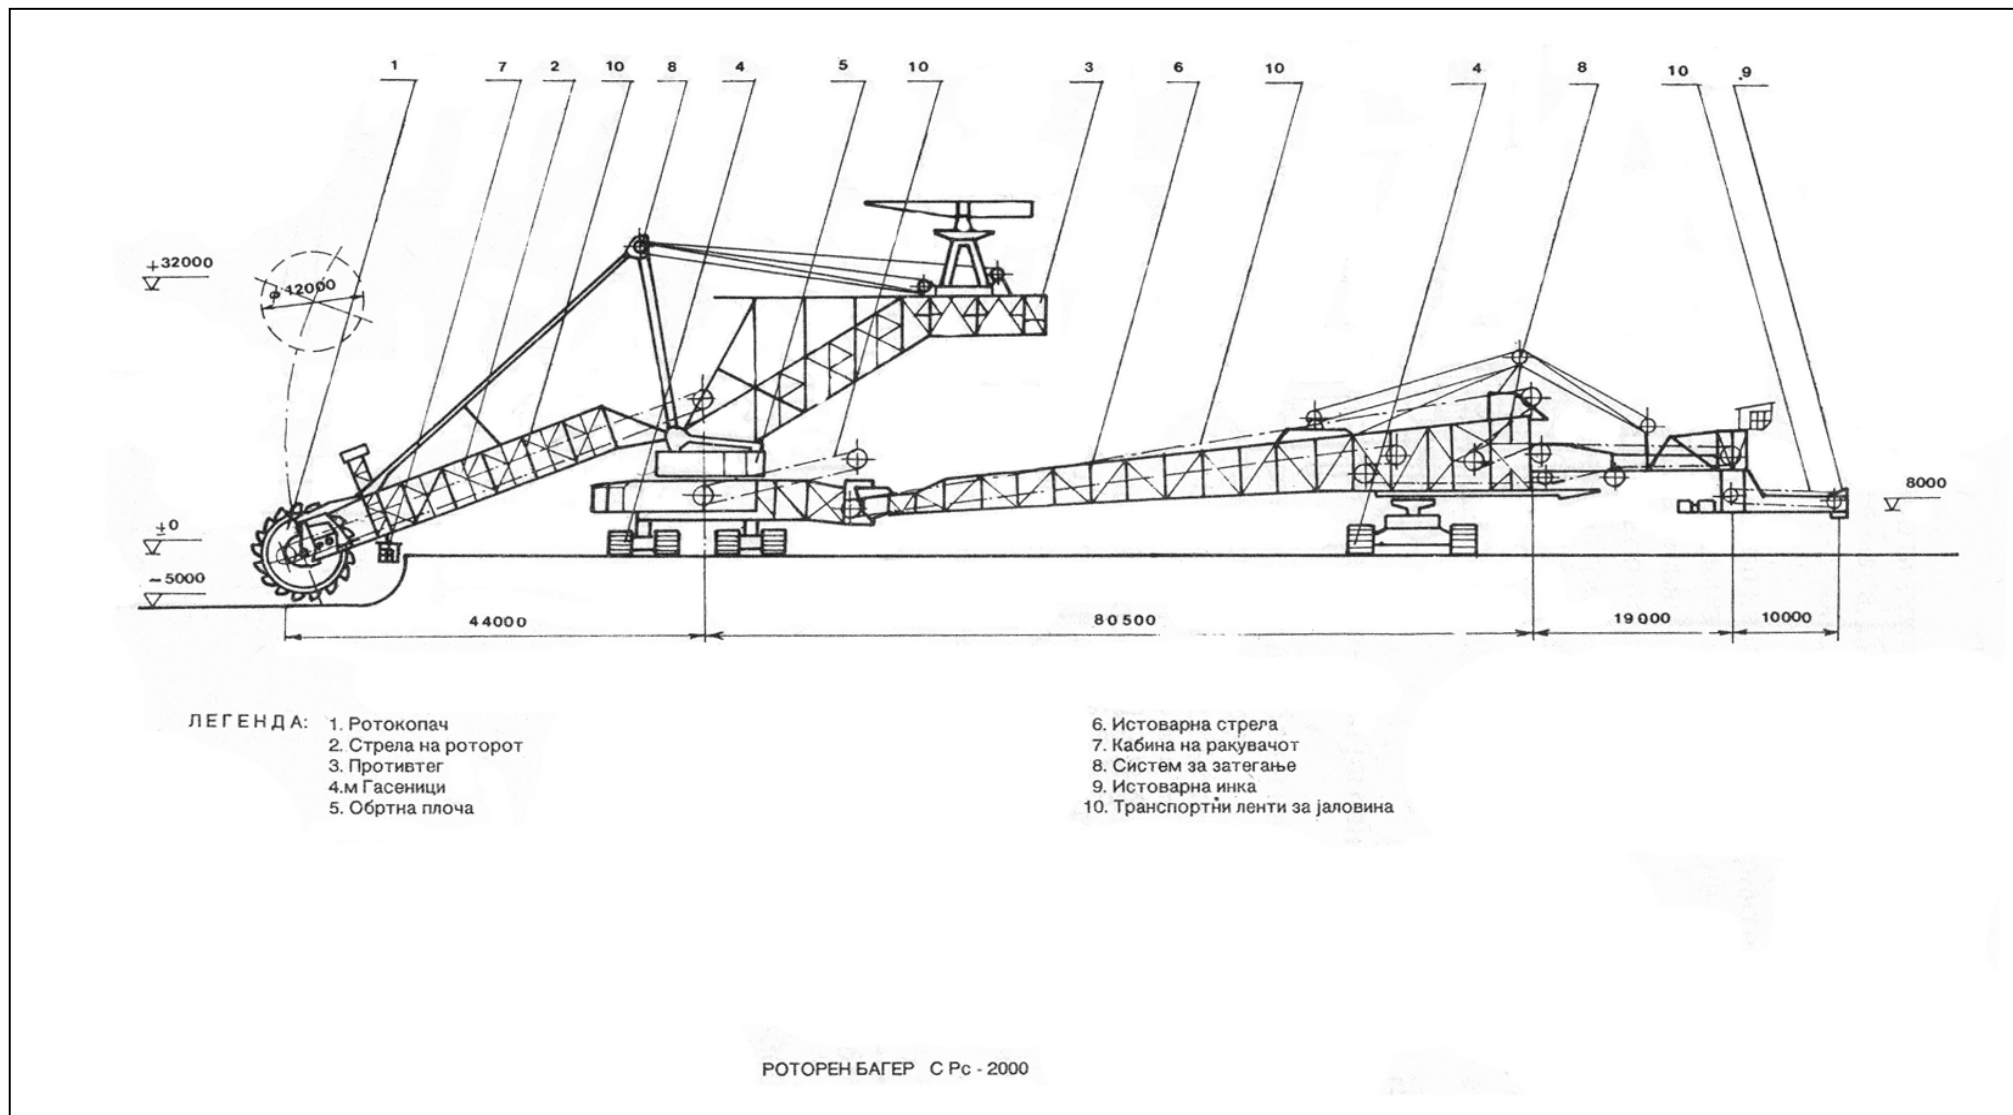 1 7 2 10 8 4 5 10 3 6 10 4 8 10 9
+32000
ø 12000
8000
±0
-5000
44000 80500 19000 10000
ЛЕГЕНДА: 1. Ротокопач
2. Стрела на роторот
3. Противтег
4.м Гасеници
5. Обртна плоча
6. Истоварна стрела
7. Кабина на ракувачот
8. Систем за затегање
9. Истоварна инка
10. Транспортни ленти за јаловина
РОТОРЕН БАГЕР С Рс - 2000